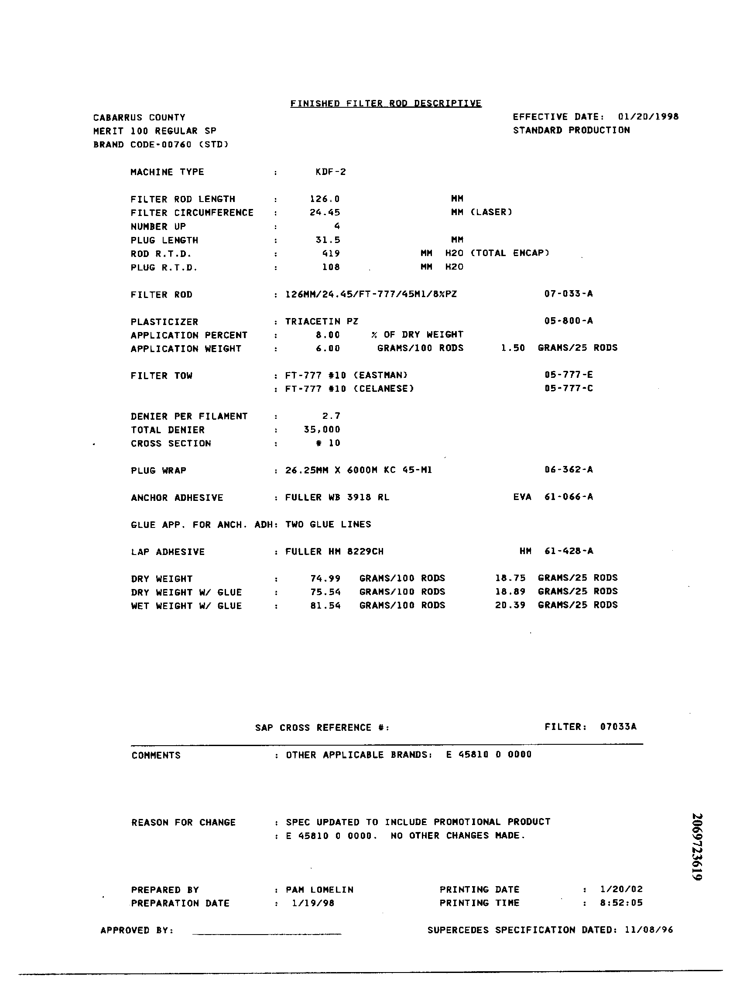 FINISHED FILTER ROD DESCRIPTIVE
CABARRUS COUNTY EFFECTIVE DATE: 01/20/1998
MERIT 100 REGULAR SP STANDARD PRODUCTION
BRAND CODE-00760 (STD)
MACHINE TYPE : KDF-2
FILTER ROD LENGTH : 126.0 MM
FILTER CIRCUMFERENCE : 24.45 MM (LASER)
NUMBER UP : 4
PLUG LENGTH : 31.5 MM
ROD R.T.D. : 419 MM H2O (TOTAL ENCAP)
PLUG R.T.D. : 108 MM H2O
FILTER ROD : 126MM/24.45/FT-777/45M1/8%PZ 07-033-A
PLASTICIZER : TRIACETIN PZ 05-800-A
APPLICATION PERCENT : 8.00 % OF DRY WEIGHT
APPLICATION WEIGHT : 6.00 GRAMS/100 RODS 1.50 GRAMS/25 RODS
FILTER TOW : FT-777 #10 (EASTMAN) 05-777-E
: FT-777 #10 (CELANESE) 05-777-C
DENIER PER FILAMENT : 2.7
TOTAL DENIER : 35,000
CROSS SECTION : # 10
PLUG WRAP : 26.25MM X 6000M KC 45-M1 06-362-A
ANCHOR ADHESIVE : FULLER WB 3918 RL EVA 61-066-A
GLUE APP. FOR ANCH. ADH: TWO GLUE LINES
LAP ADHESIVE : FULLER HM 8229CH HM 61-428-A
DRY WEIGHT : 74.99 GRAMS/100 RODS 18.75 GRAMS/25 RODS
DRY WEIGHT W/ GLUE : 75.54 GRAMS/100 RODS 18.89 GRAMS/25 RODS
WET WEIGHT W/ GLUE : 81.54 GRAMS/100 RODS 20.39 GRAMS/25 RODS
SAP CROSS REFERENCE #: FILTER: 07033A
COMMENTS : OTHER APPLICABLE BRANDS: E 45810 0 0000
REASON FOR CHANGE : SPEC UPDATED TO INCLUDE PROMOTIONAL PRODUCT
: E 45810 0 0000. NO OTHER CHANGES MADE.
2069723619
PREPARED BY : PAM LOMELIN PRINTING DATE : 1/20/02
PREPARATION DATE : 1/19/98 PRINTING TIME : 8:52:05
APPROVED BY: SUPERCEDES SPECIFICATION DATED: 11/08/96